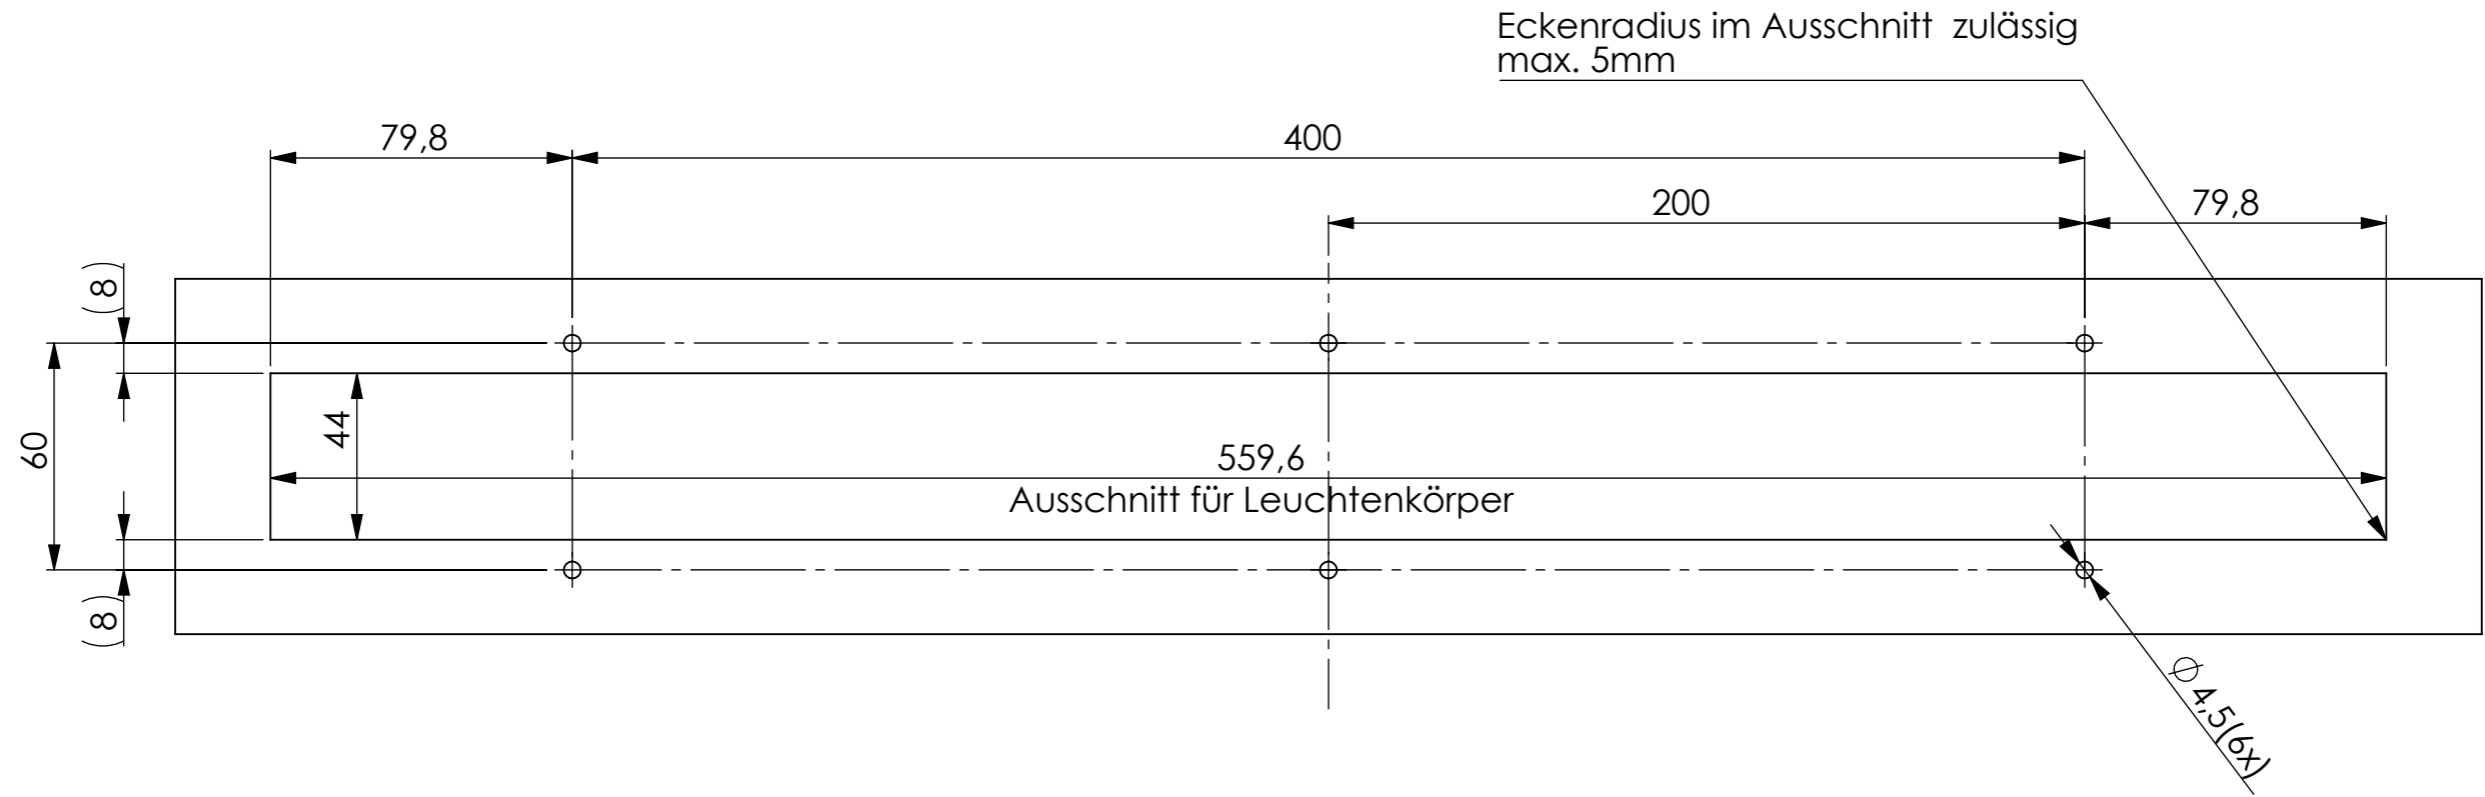 Eckenradius im Ausschnitt zulässig
max. 5mm
79,8
400
200
79,8
(8)
60
44
559,6
Ausschnitt für Leuchtenkörper
(8)
∅ 4,5(6x)